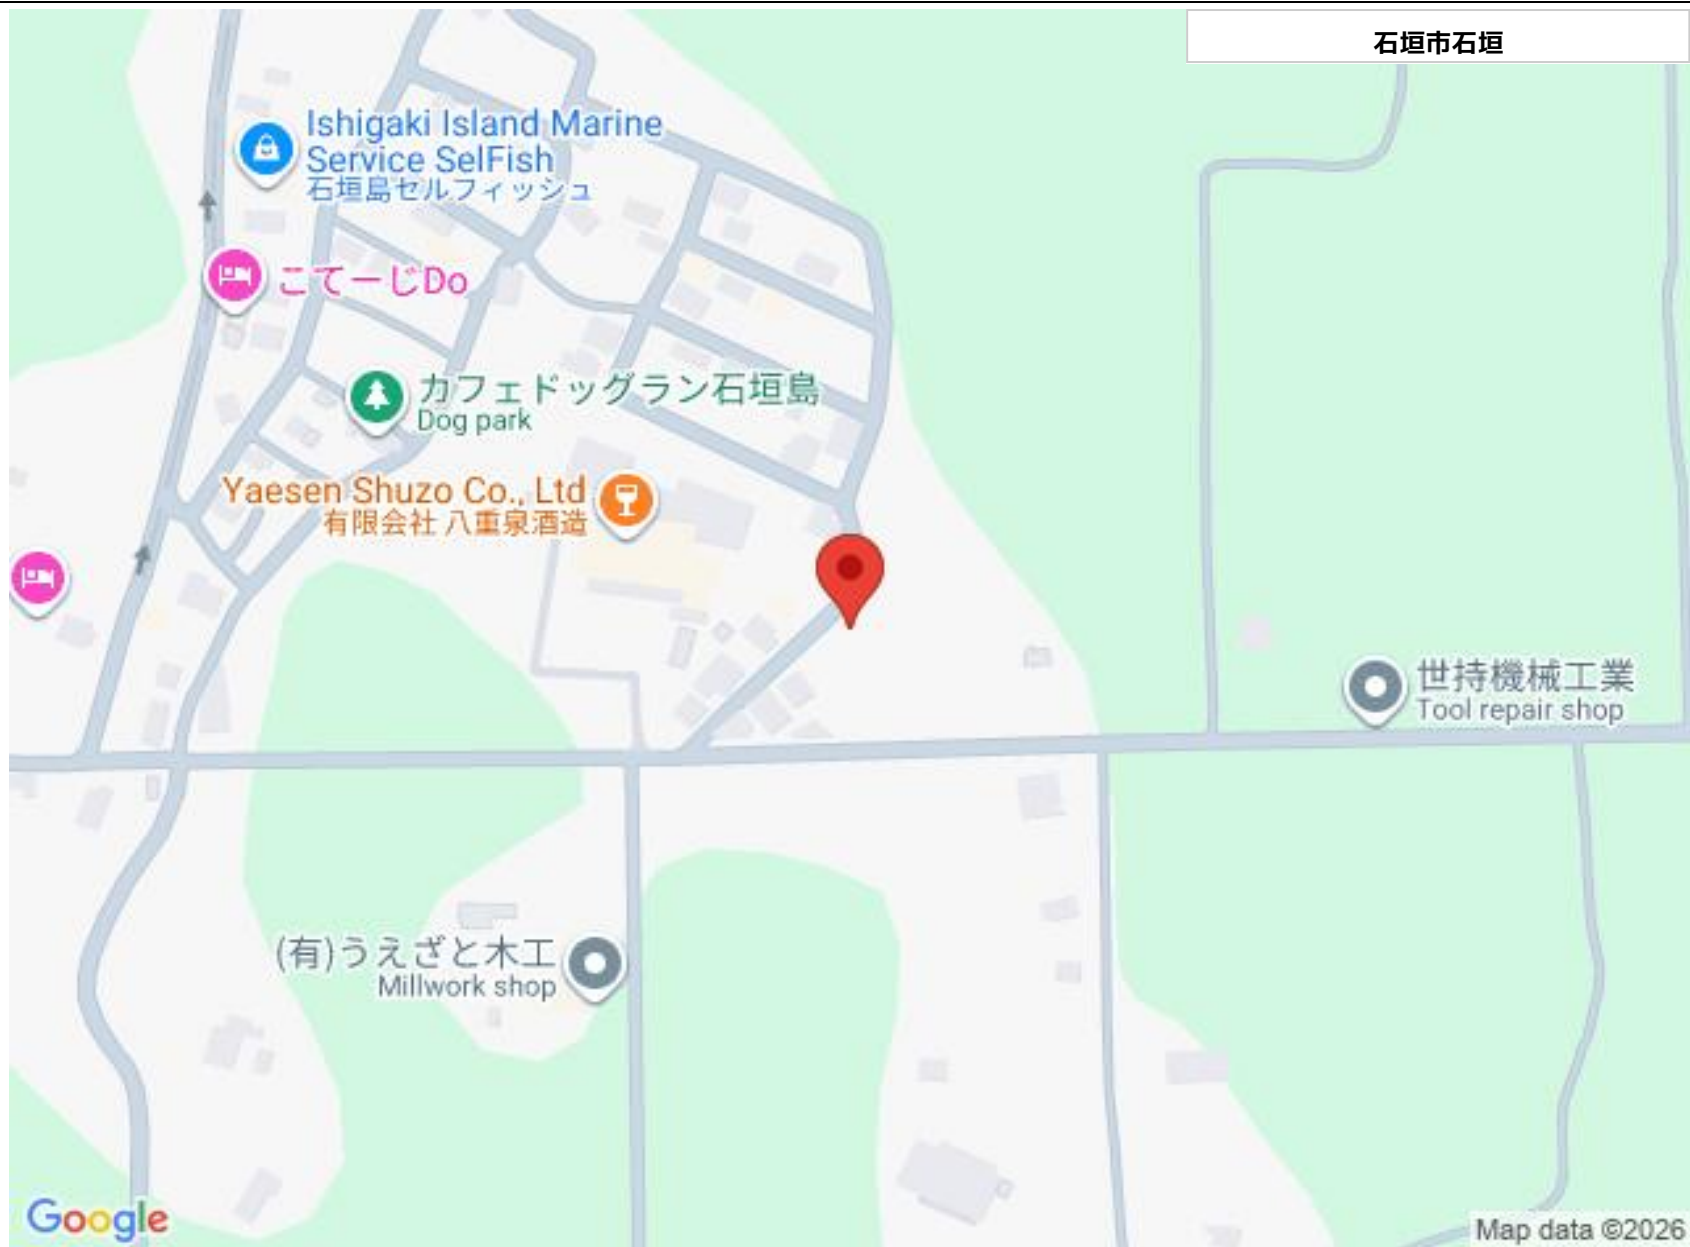 石垣市石垣
Ishigaki Island Marine
Service SelFish
石垣島セルフィッシュ
こてーじDo
カフェドッグラン石垣島
Dog park
Yaesen Shuzo Co., Ltd
有限会社 八重泉酒造
世持機械工業
Tool repair shop
(有)うえざと木工
Millwork shop
Google
Map data ©2026